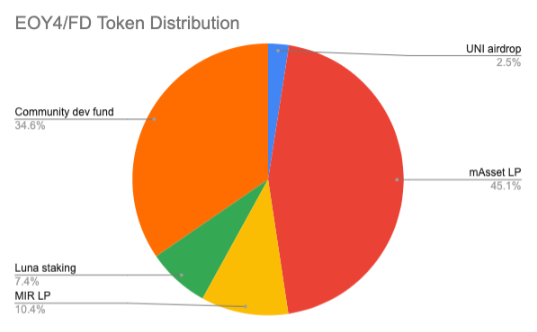 EOY4/FD Token Distribution
UNI airdrop
2.5%
Community dev fund
34.6%
mAsset LP
45.1%
Luna staking
7.4%
MIR LP
10.4%